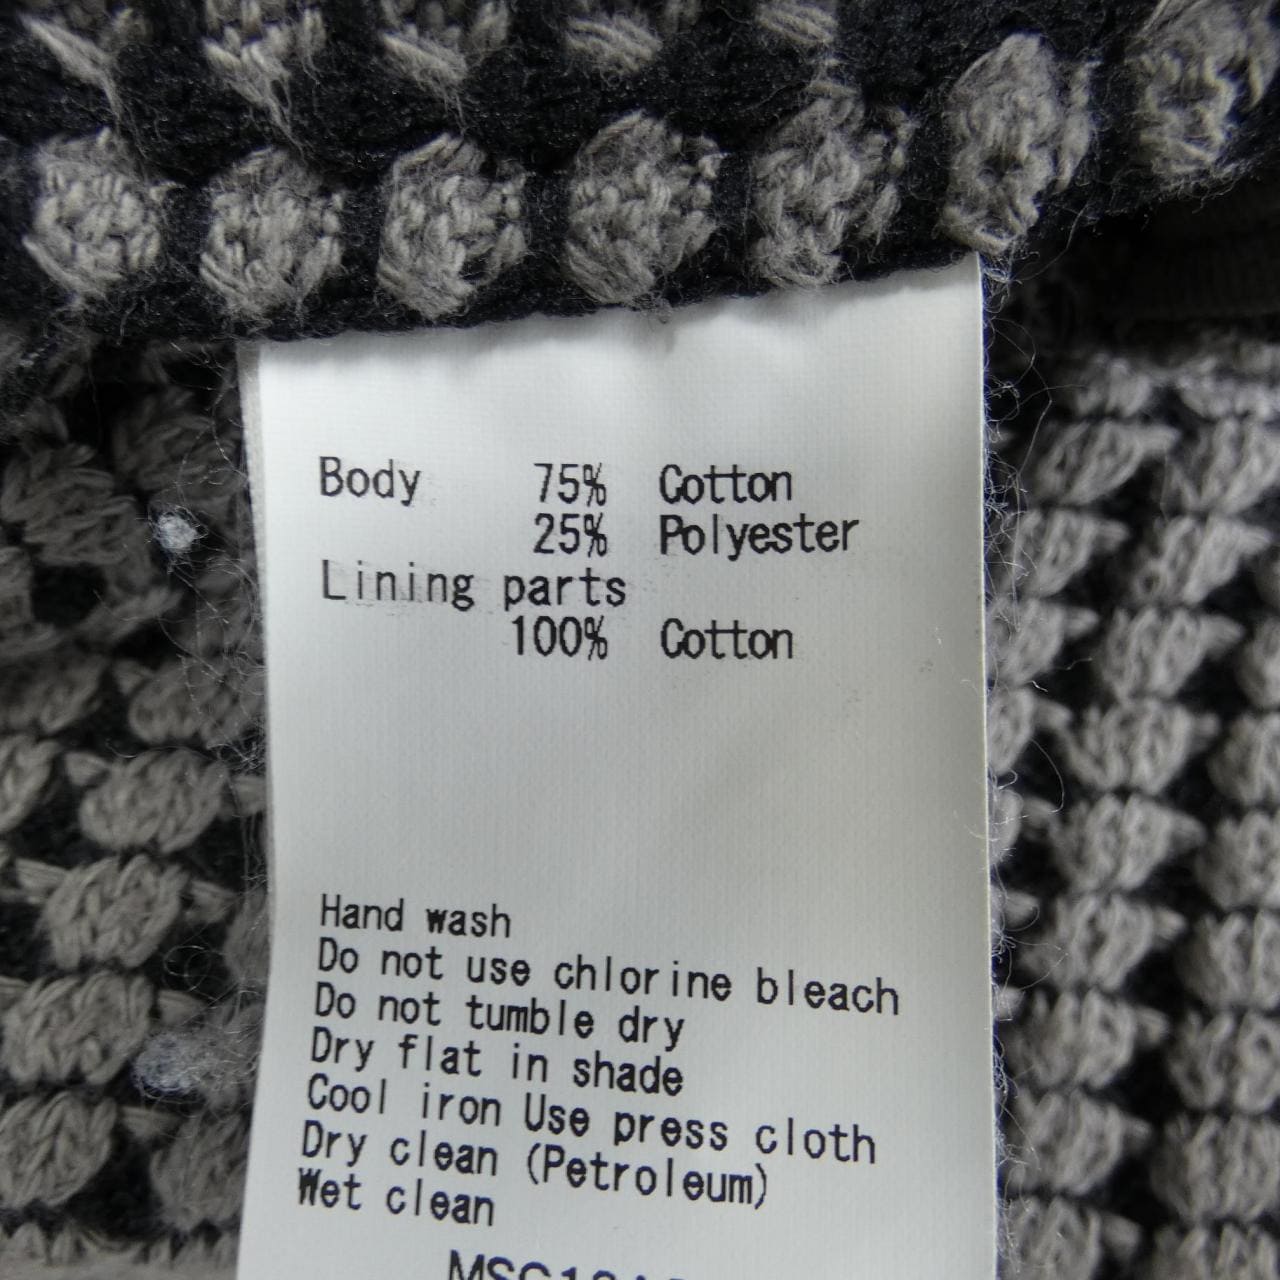 Body 75% Cotton
25% Polyester
Lining parts
100% Cotton
Hand wash
Do not use chlorine bleach
Do not tumble dry
Dry flat in shade
Cool iron Use press cloth
Dry clean (Petroleum)
Wet clean